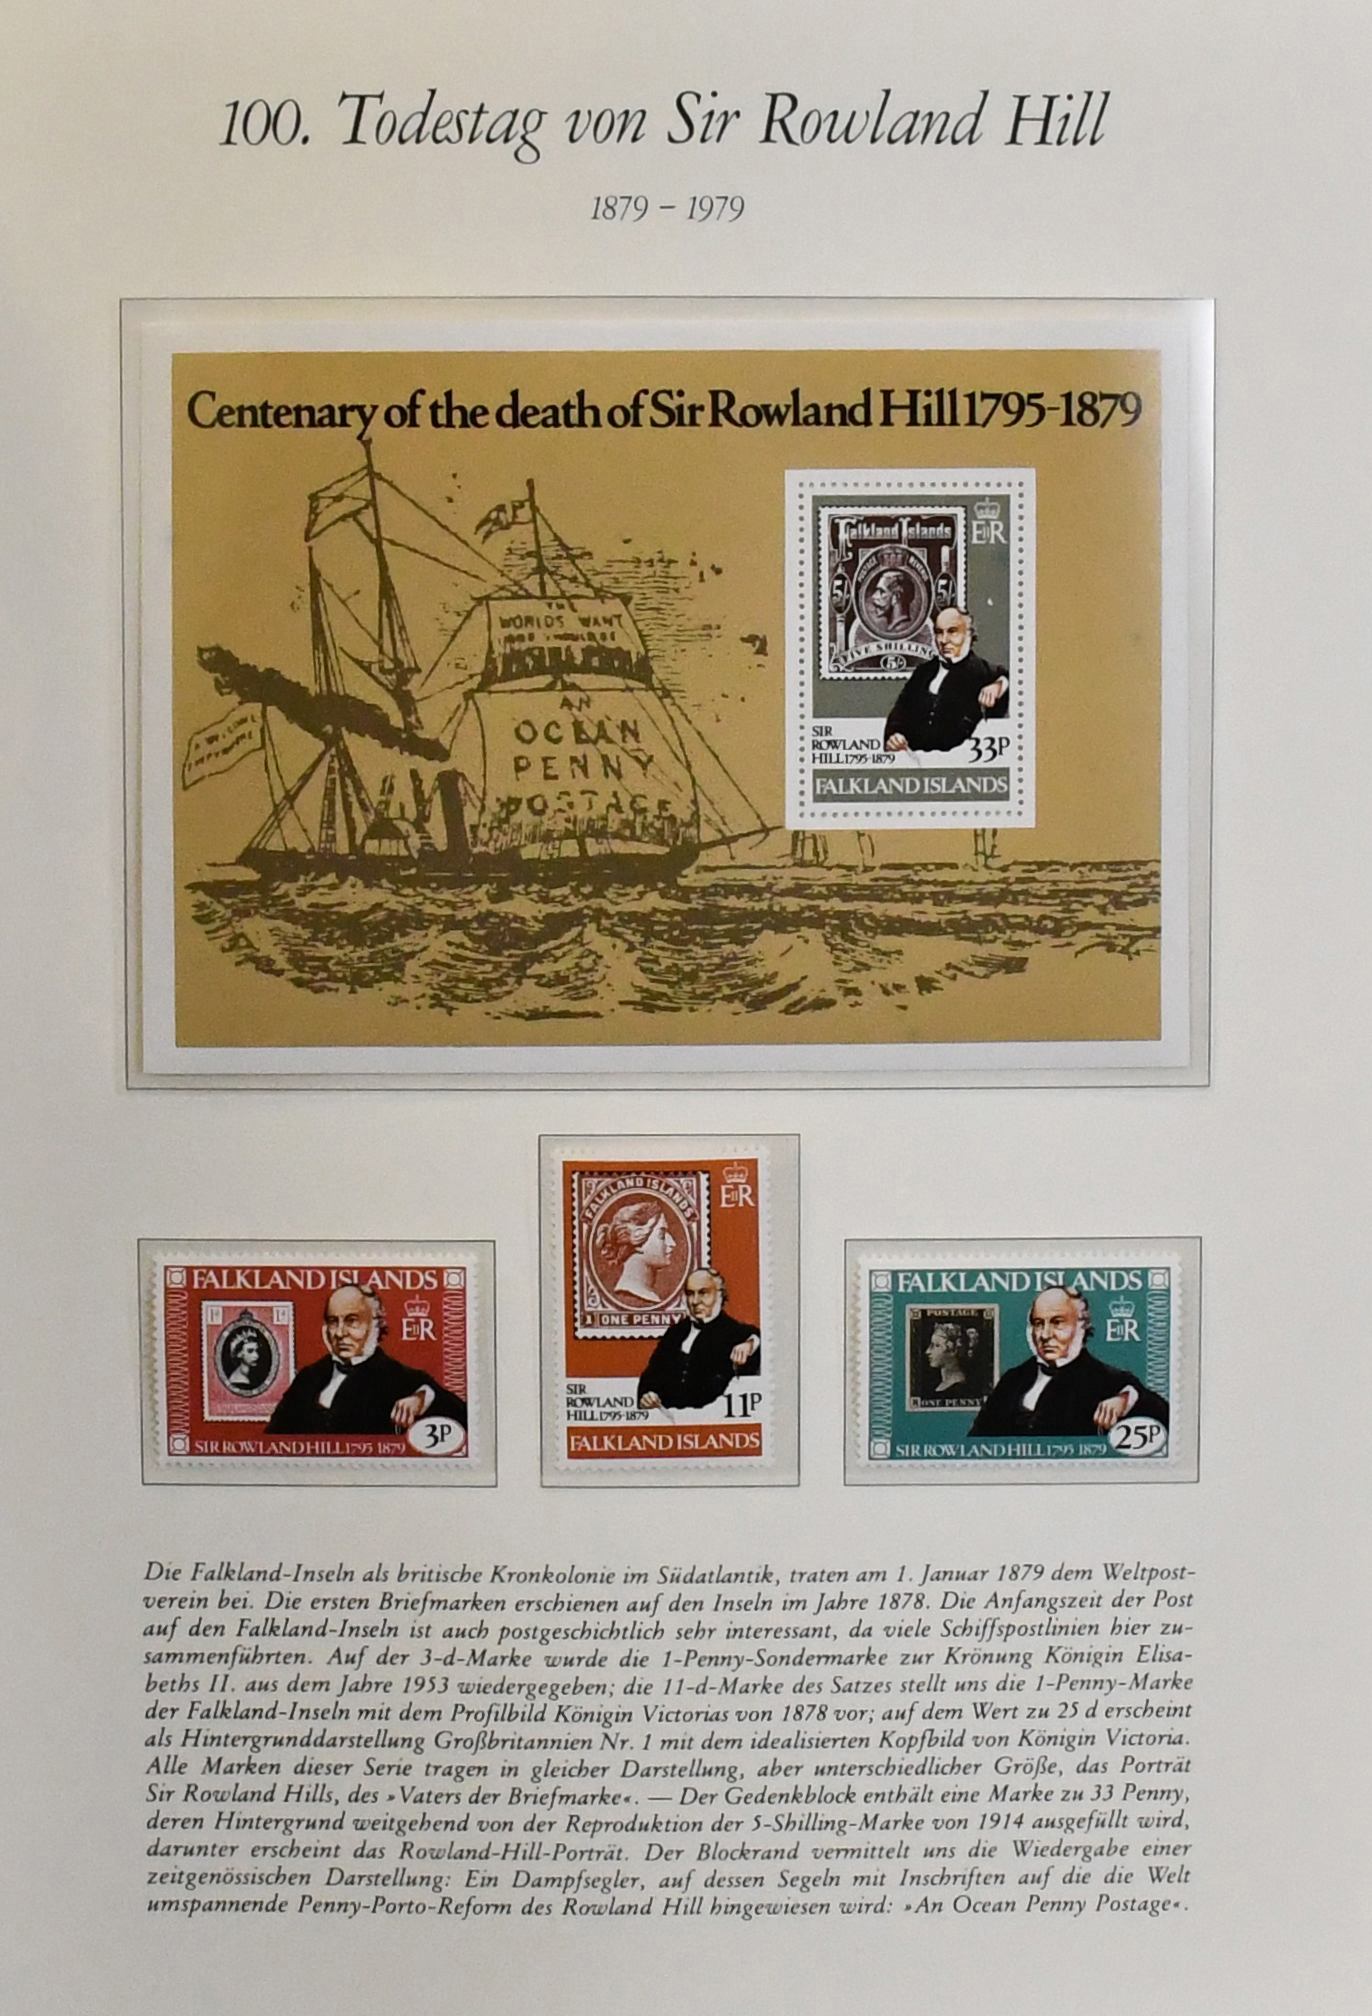 100. Todestag von Sir Rowland Hill
1879 – 1979
Centenary of the death of Sir Rowland Hill 1795-1879
THE
WORLDS WANT
AN
OCEAN
PENNY
POSTAGE
Falkland Islands
POSTAGE REVENUE
5/- 5/-
FIVE SHILLING
5/-
EIIR
SIR
ROWLAND
HILL 1795-1879
33P
FALKLAND ISLANDS
FALKLAND ISLANDS
1d 1d
EIIR
SIR ROWLAND HILL 1795 1879
3P
FALKLAND ISLANDS
1 ONE PENNY
EIIR
SIR
ROWLAND
HILL 1795-1879
11P
FALKLAND ISLANDS
FALKLAND ISLANDS
POSTAGE
ONE PENNY
EIIR
SIR ROWLAND HILL 1795 1879
25P
Die Falkland-Inseln als britische Kronkolonie im Südatlantik, traten am 1. Januar 1879 dem Weltpost-
verein bei. Die ersten Briefmarken erschienen auf den Inseln im Jahre 1878. Die Anfangszeit der Post
auf den Falkland-Inseln ist auch postgeschichtlich sehr interessant, da viele Schiffspostlinien hier zu-
sammenführten. Auf der 3-d-Marke wurde die 1-Penny-Sondermarke zur Krönung Königin Elisa-
beths II. aus dem Jahre 1953 wiedergegeben; die 11-d-Marke des Satzes stellt uns die 1-Penny-Marke
der Falkland-Inseln mit dem Profilbild Königin Victorias von 1878 vor; auf dem Wert zu 25 d erscheint
als Hintergrunddarstellung Großbritannien Nr. 1 mit dem idealisierten Kopfbild von Königin Victoria.
Alle Marken dieser Serie tragen in gleicher Darstellung, aber unterschiedlicher Größe, das Porträt
Sir Rowland Hills, des »Vaters der Briefmarke«. — Der Gedenkblock enthält eine Marke zu 33 Penny,
deren Hintergrund weitgehend von der Reproduktion der 5-Shilling-Marke von 1914 ausgefüllt wird,
darunter erscheint das Rowland-Hill-Porträt. Der Blockrand vermittelt uns die Wiedergabe einer
zeitgenössischen Darstellung: Ein Dampfsegler, auf dessen Segeln mit Inschriften auf die die Welt
umspannende Penny-Porto-Reform des Rowland Hill hingewiesen wird: »An Ocean Penny Postage«.